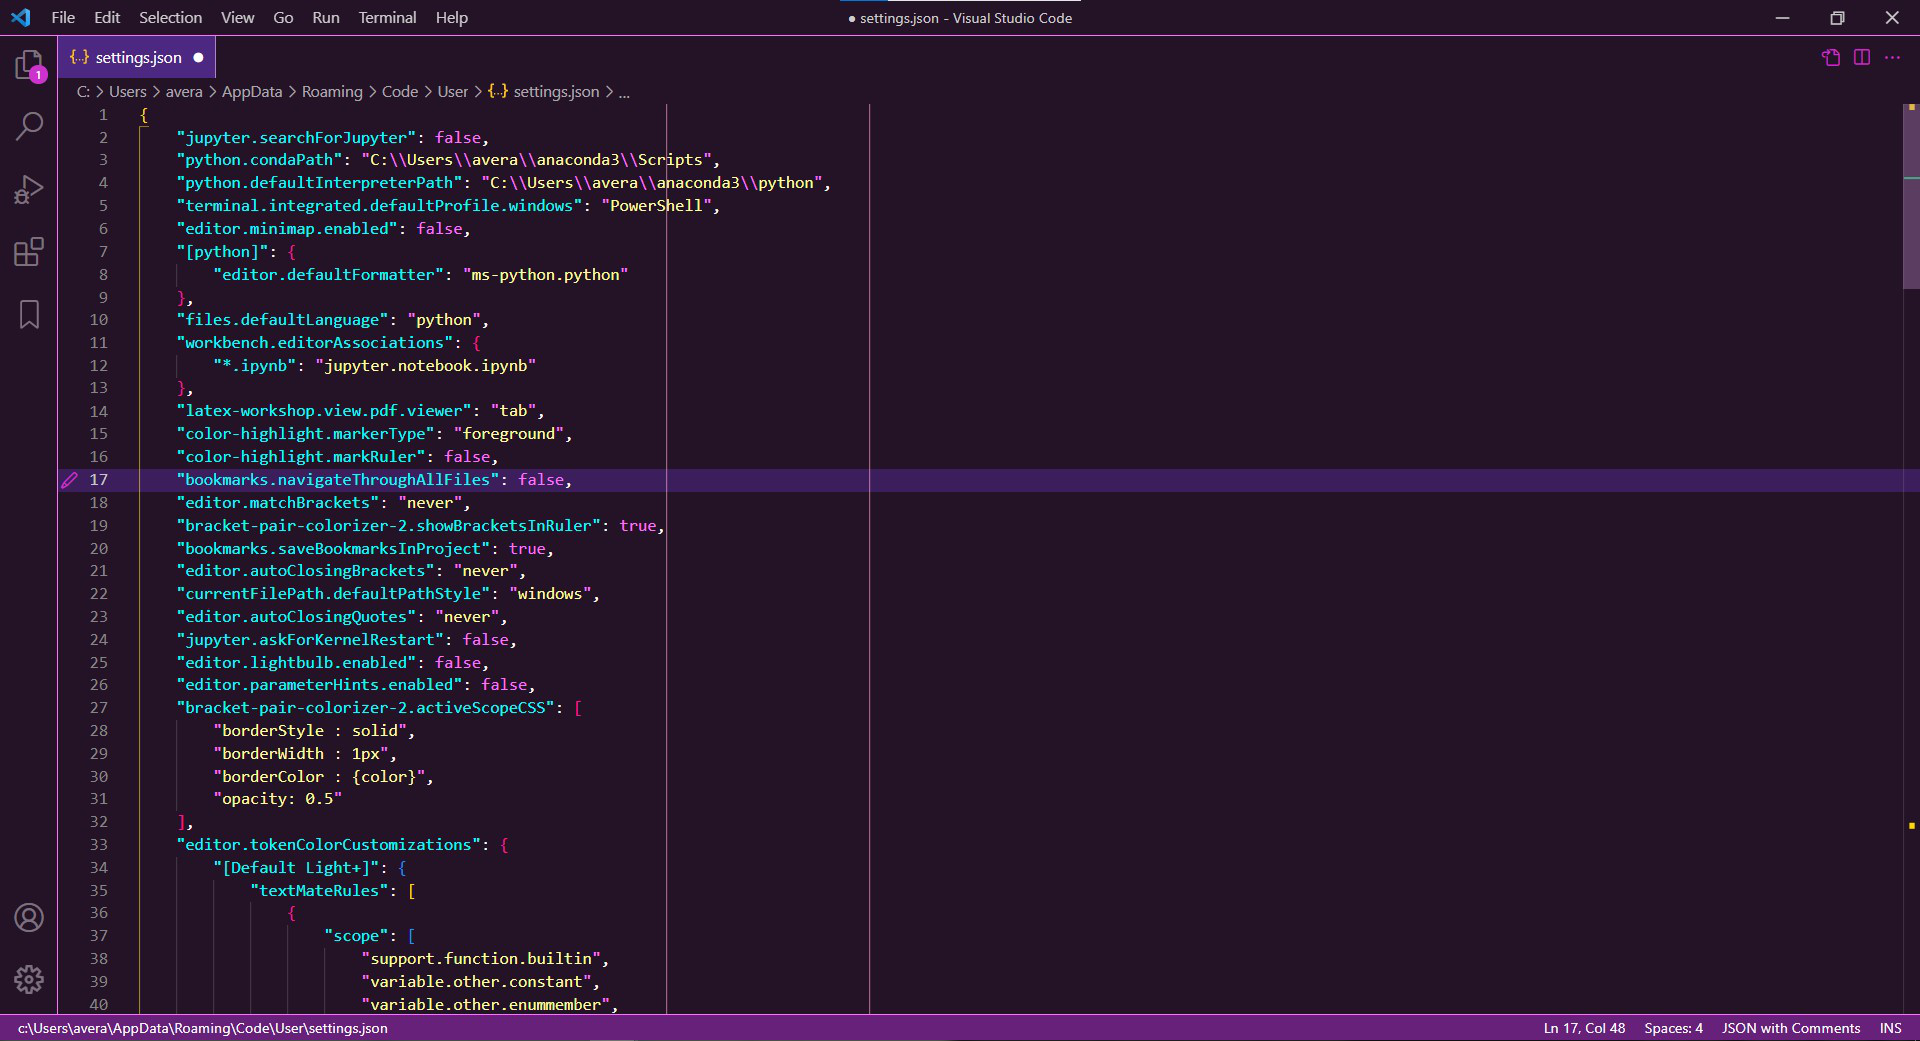 File Edit Selection View Go Run Terminal Help
● settings.json - Visual Studio Code
1
{..} settings.json ●
C: > Users > avera > AppData > Roaming > Code > User > {..} settings.json > ...
1 {
2 "jupyter.searchForJupyter": false,
3 "python.condaPath": "C:\\Users\\avera\\anaconda3\\Scripts",
4 "python.defaultInterpreterPath": "C:\\Users\\avera\\anaconda3\\python",
5 "terminal.integrated.defaultProfile.windows": "PowerShell",
6 "editor.minimap.enabled": false,
7 "[python]": {
8 "editor.defaultFormatter": "ms-python.python"
9 },
10 "files.defaultLanguage": "python",
11 "workbench.editorAssociations": {
12 "*.ipynb": "jupyter.notebook.ipynb"
13 },
14 "latex-workshop.view.pdf.viewer": "tab",
15 "color-highlight.markerType": "foreground",
16 "color-highlight.markRuler": false,
17 "bookmarks.navigateThroughAllFiles": false,
18 "editor.matchBrackets": "never",
19 "bracket-pair-colorizer-2.showBracketsInRuler": true,
20 "bookmarks.saveBookmarksInProject": true,
21 "editor.autoClosingBrackets": "never",
22 "currentFilePath.defaultPathStyle": "windows",
23 "editor.autoClosingQuotes": "never",
24 "jupyter.askForKernelRestart": false,
25 "editor.lightbulb.enabled": false,
26 "editor.parameterHints.enabled": false,
27 "bracket-pair-colorizer-2.activeScopeCSS": [
28 "borderStyle : solid",
29 "borderWidth : 1px",
30 "borderColor : {color}",
31 "opacity: 0.5"
32 ],
33 "editor.tokenColorCustomizations": {
34 "[Default Light+]": {
35 "textMateRules": [
36 {
37 "scope": [
38 "support.function.builtin",
39 "variable.other.constant",
40 "variable.other.enummember",
c:\Users\avera\AppData\Roaming\Code\User\settings.json
Ln 17, Col 48 Spaces: 4 JSON with Comments INS